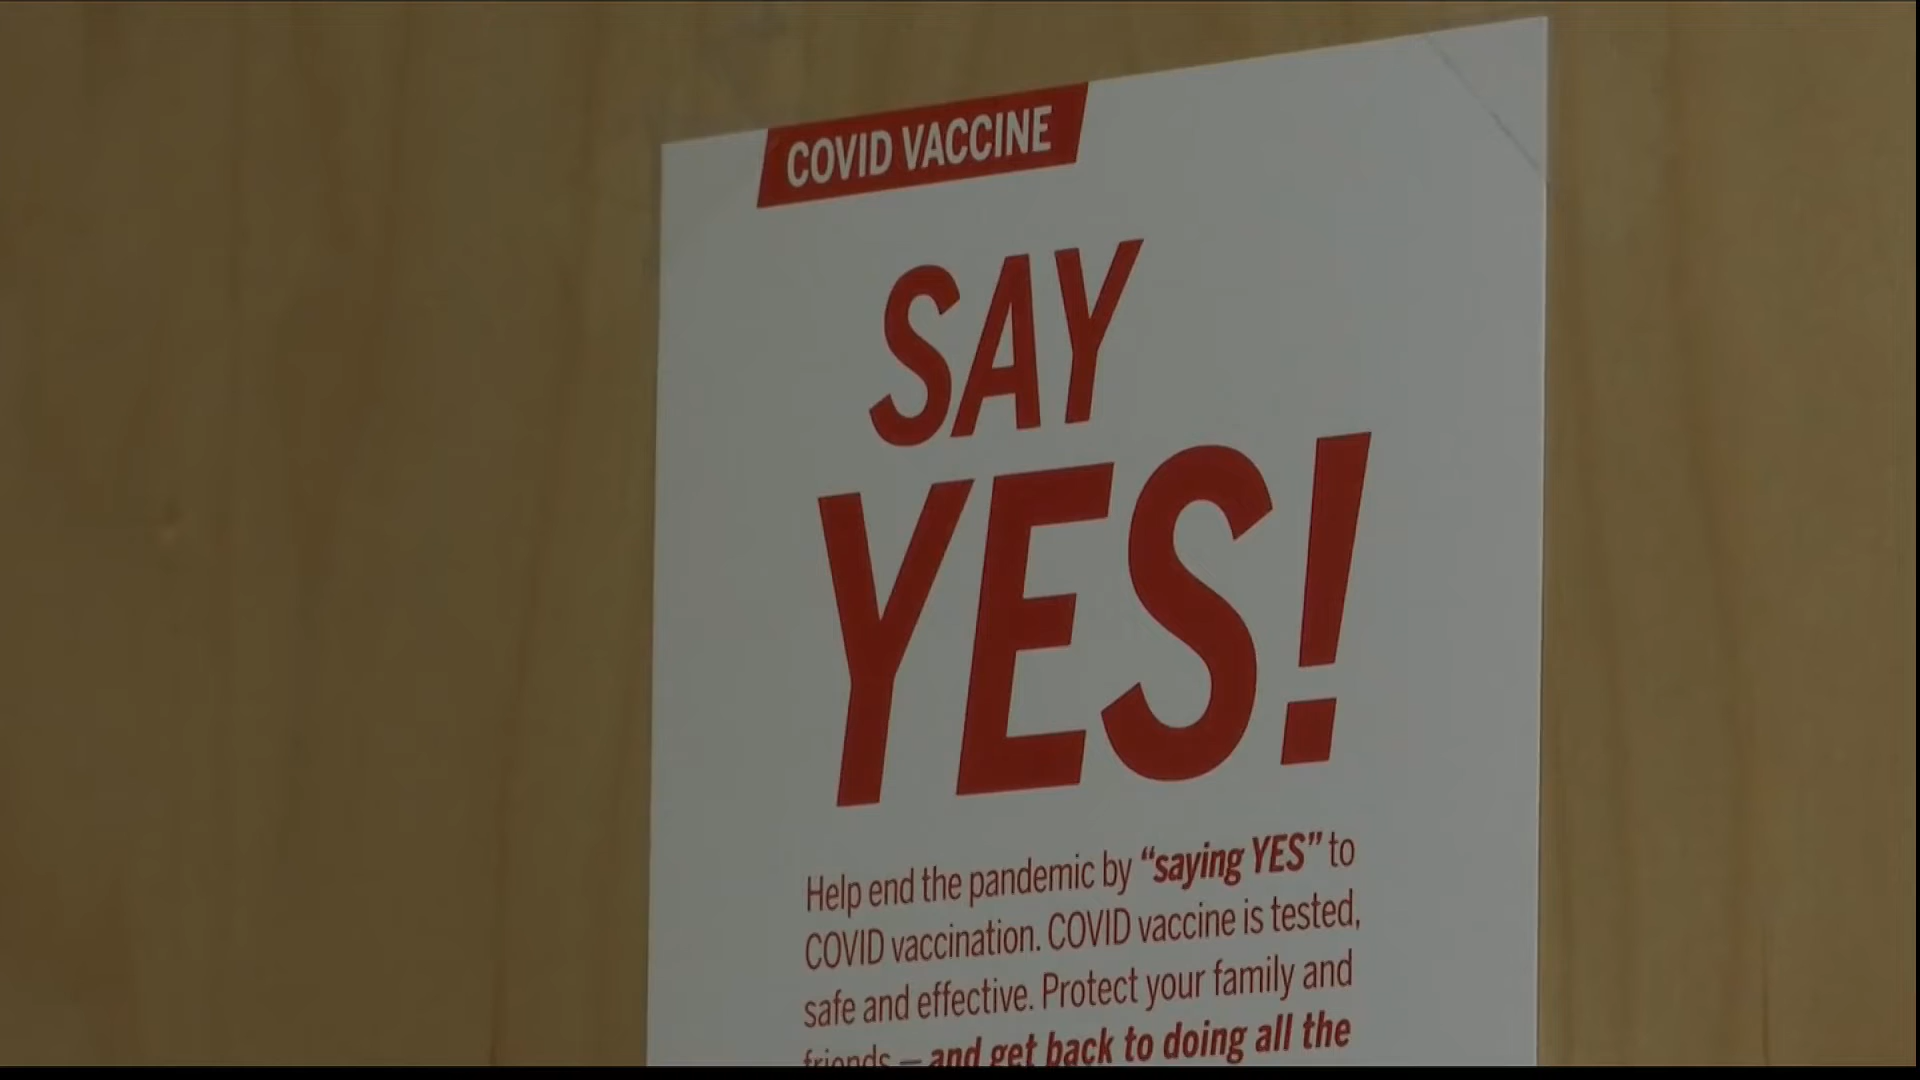 COVID VACCINE
SAY
YES!
Help end the pandemic by “saying YES” to
COVID vaccination. COVID vaccine is tested,
safe and effective. Protect your family and
friends – and get back to doing all the